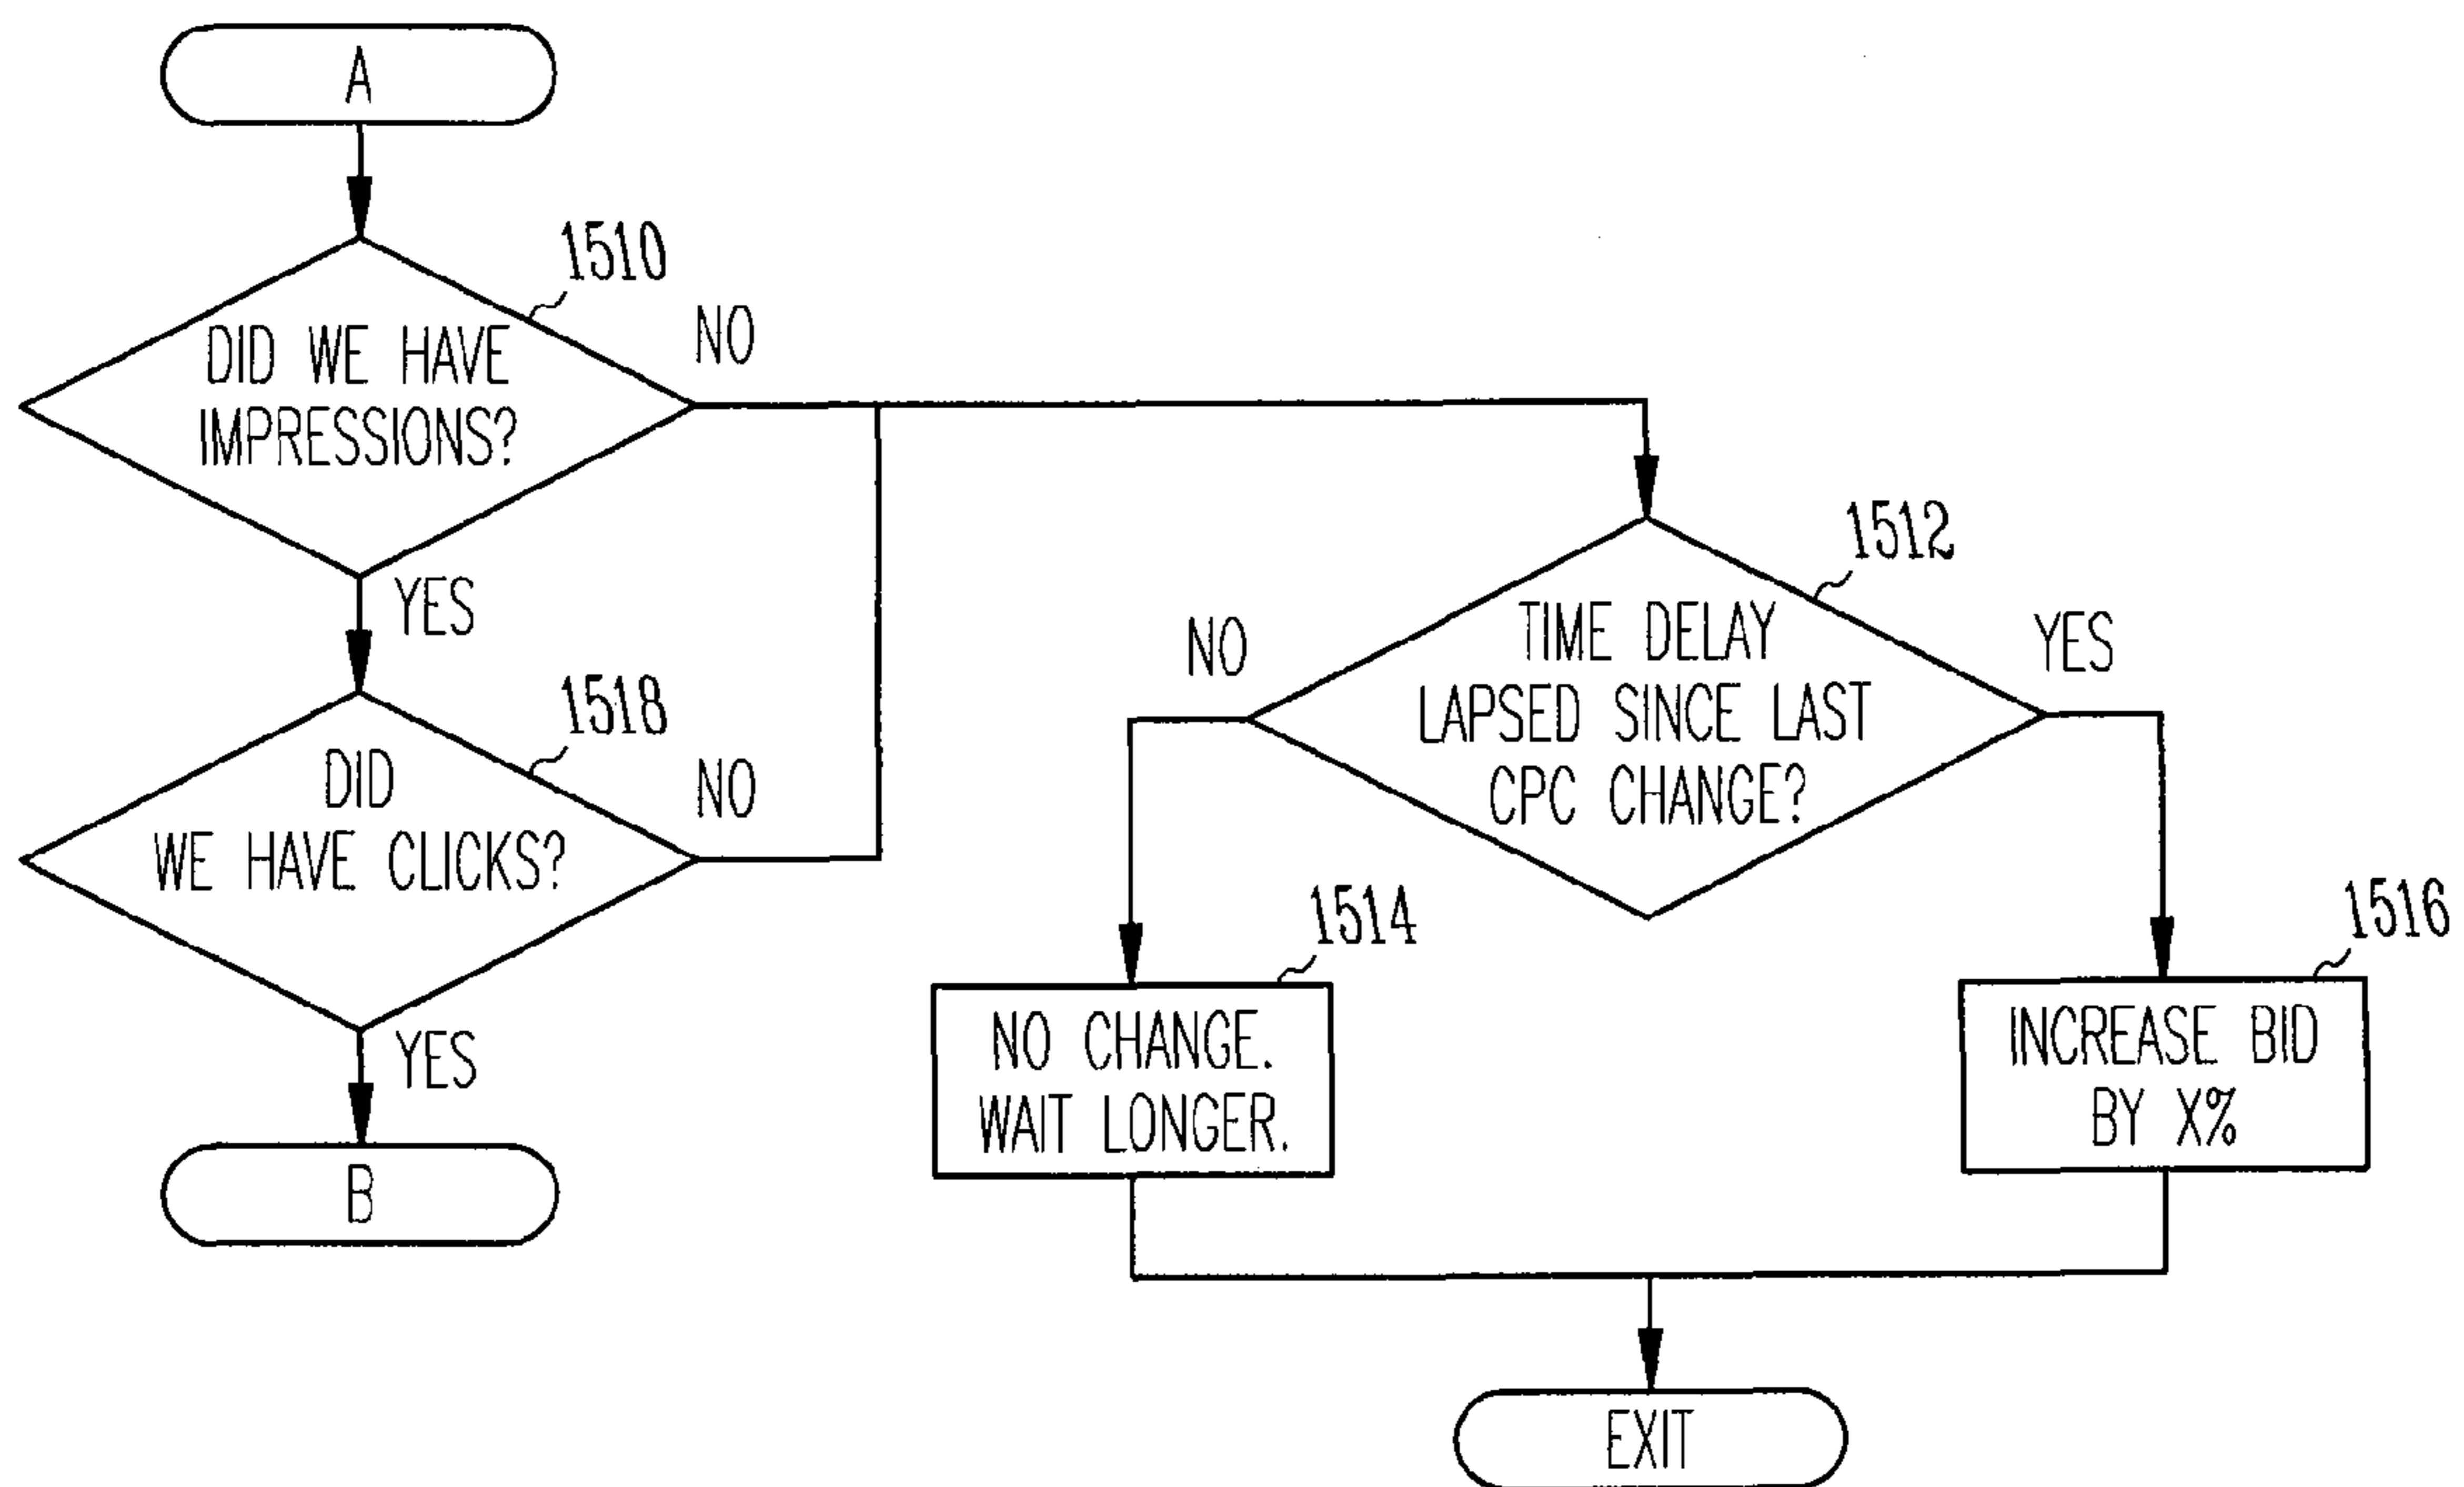 A
1510
DID WE HAVE
IMPRESSIONS?
NO
YES
1518
DID
WE HAVE CLICKS?
NO
YES
B
1512
TIME DELAY
LAPSED SINCE LAST
CPC CHANGE?
NO
YES
1514
NO CHANGE.
WAIT LONGER.
1516
INCREASE BID
BY X%
EXIT